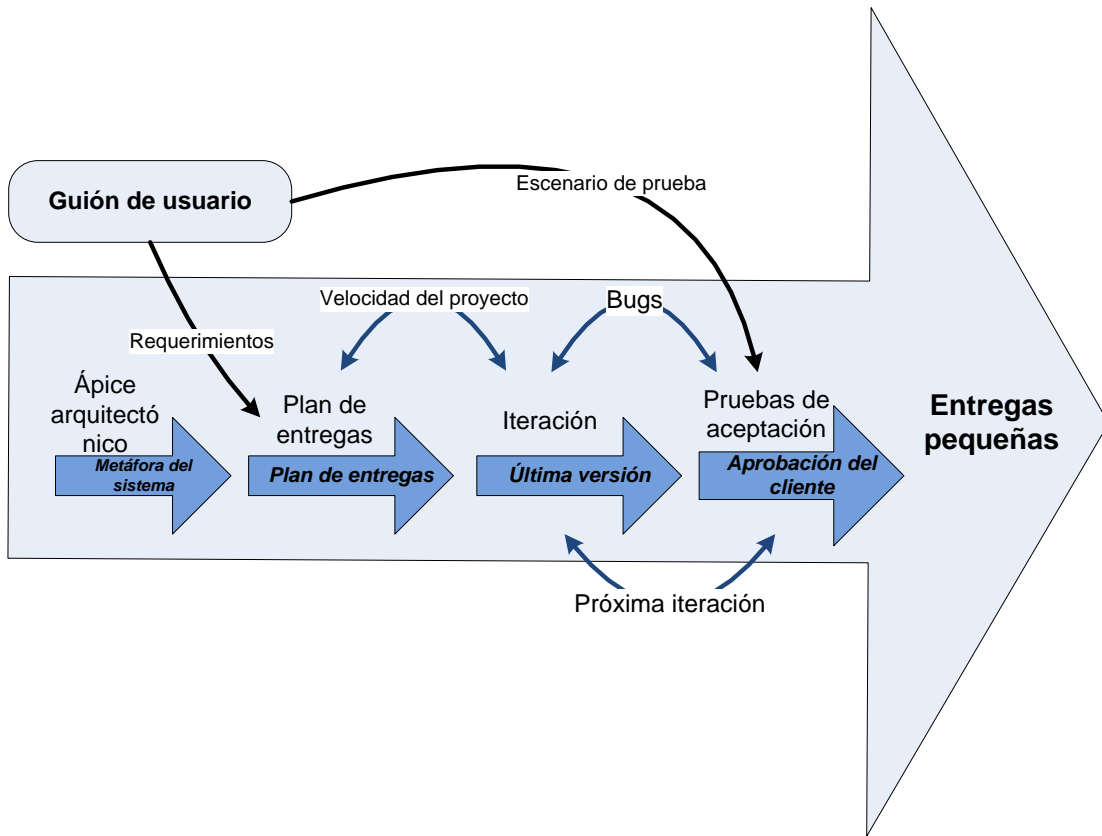 Escenario de prueba
Guión de usuario
Velocidad del proyecto
Bugs
Requerimientos
Ápice
arquitectó
nico
Plan de
entregas
Iteración
Pruebas de
aceptación
Entregas
pequeñas
Metáfora del
sistema
Plan de entregas
Última versión
Aprobación del
cliente
Próxima iteración